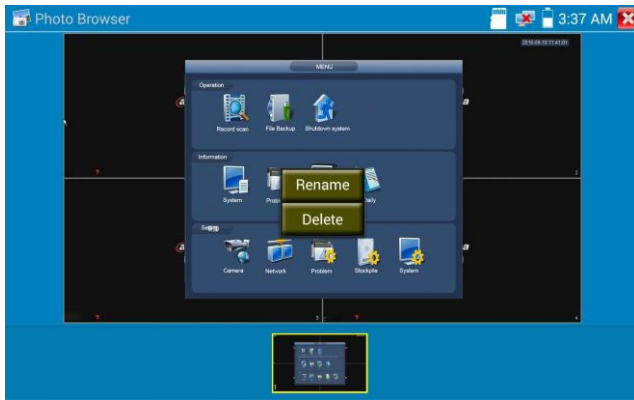 Photo Browser
3:37 AM
MENU
Operation
Record scan File Backup Shutdown system
Information
System
Rename
Delete
Camera Network Problem Stockpile System
1